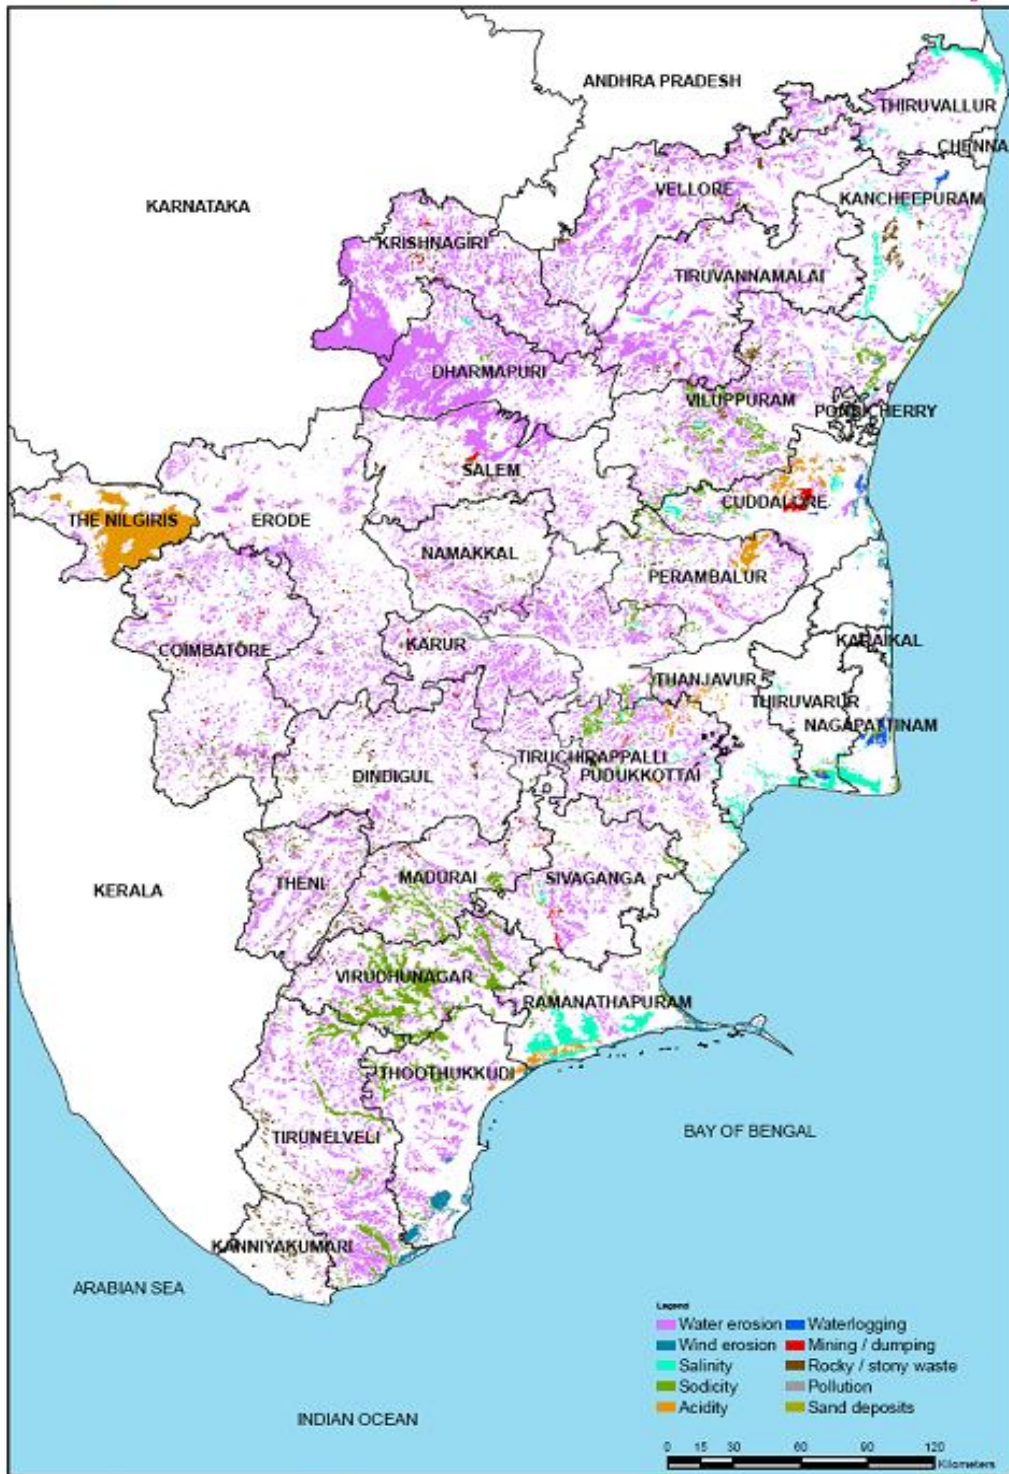 ANDHRA PRADESH
THIRUVALLUR
CHENNA
VELLORE
KANCHEEPURAM
KARNATAKA
KRISHNAGIRI
TIRUVANNAMALAI
DHARMAPURI
VILUPPURAM
PONDICHERRY
SALEM
CUDDALORE
THE NILGIRIS
ERODE
NAMAKKAL
PERAMBALUR
KARUR
KARAIKAL
COIMBATORE
THANJAVUR
THIRUVARUR
NAGAPATTINAM
TIRUCHIRAPPALLI
DINDIGUL
PUDUKKOTTAI
KERALA
THENI
MADURAI
SIVAGANGA
VIRUDHUNAGAR
RAMANATHAPURAM
THOOTHUKKUDI
TIRUNELVELI
BAY OF BENGAL
KANNIYAKUMARI
ARABIAN SEA
INDIAN OCEAN
Legend
Water erosion
Wind erosion
Salinity
Sodicity
Acidity
Waterlogging
Mining / dumping
Rocky / stony waste
Pollution
Sand deposits
0 15 30 60 90 120
Kilometers